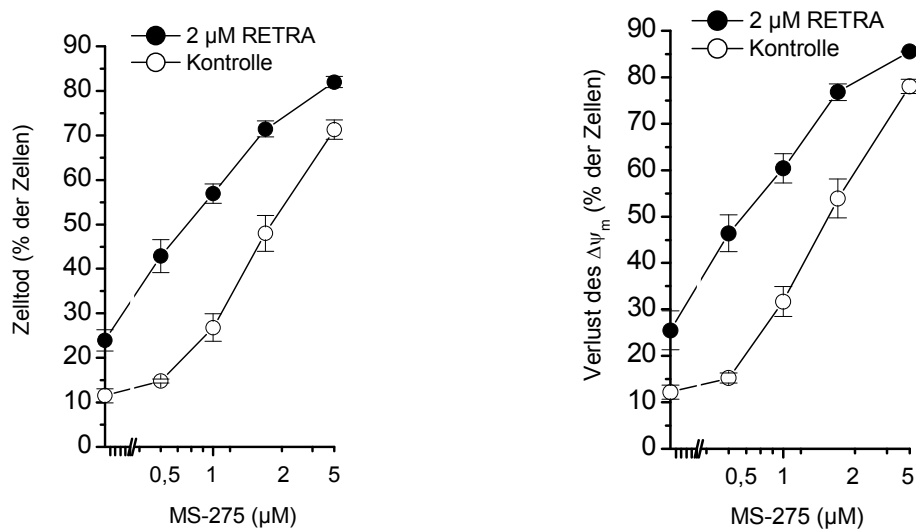 2 µM RETRA
Kontrolle
Zelltod (% der Zellen)
90
80
70
60
50
40
30
20
10
0
0,5 1 2 5
MS-275 (µM)
2 µM RETRA
Kontrolle
Verlust des Δψm (% der Zellen)
90
80
70
60
50
40
30
20
10
0
0,5 1 2 5
MS-275 (µM)